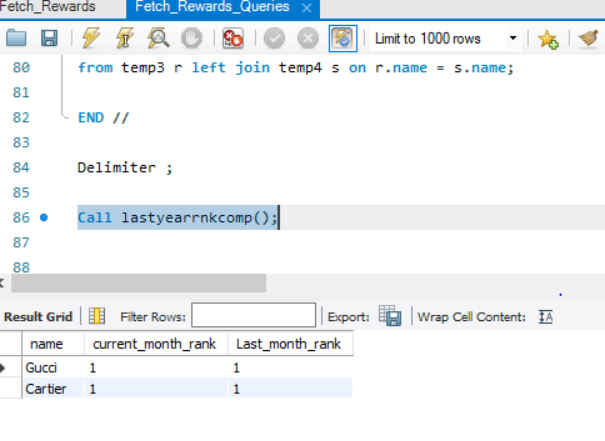 Fetch_Rewards Fetch_Rewards_Queries
Limit to 1000 rows
80 from temp3 r left join temp4 s on r.name = s.name;
81
82 END //
83
84 Delimiter ;
85
86 Call lastyearrnkcomp();
87
88
Result Grid Filter Rows: Export: Wrap Cell Content:
name current_month_rank Last_month_rank
Gucci 1 1
Cartier 1 1